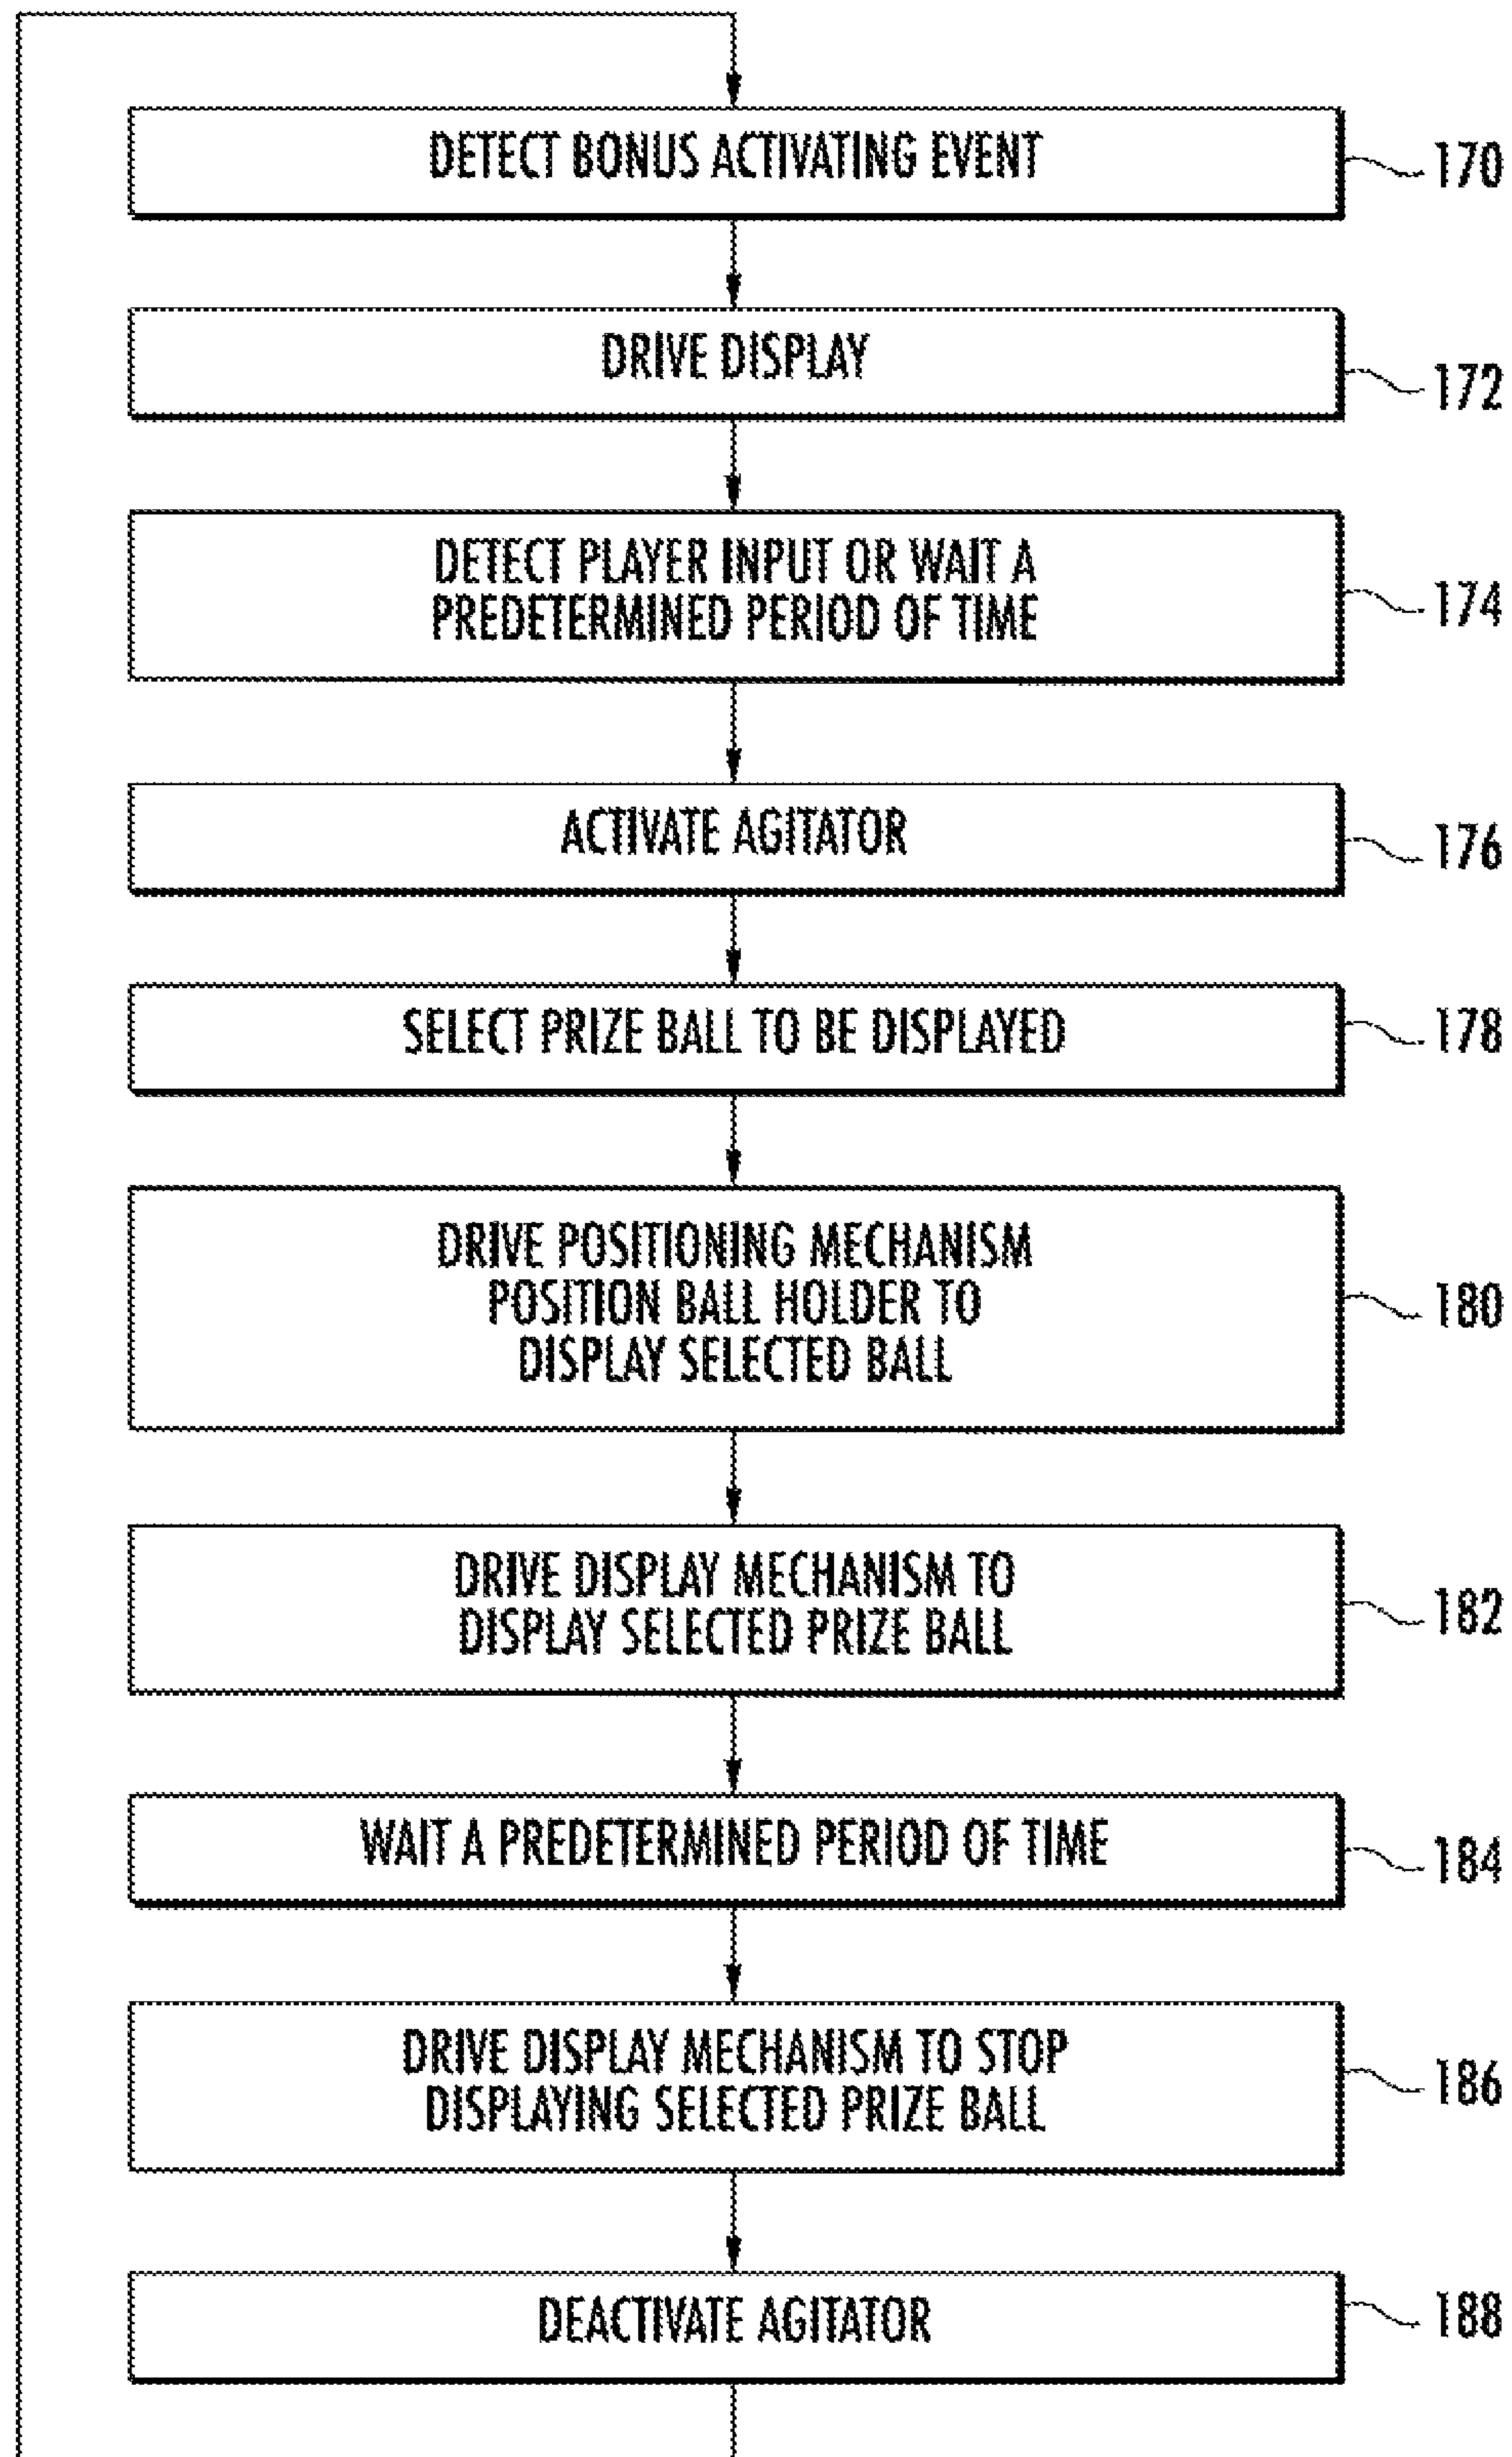 DETECT BONUS ACTIVATING EVENT
170
DRIVE DISPLAY
172
DETECT PLAYER INPUT OR WAIT A
PREDETERMINED PERIOD OF TIME
174
ACTIVATE AGITATOR
176
SELECT PRIZE BALL TO BE DISPLAYED
178
DRIVE POSITIONING MECHANISM
POSITION BALL HOLDER TO
DISPLAY SELECTED BALL
180
DRIVE DISPLAY MECHANISM TO
DISPLAY SELECTED PRIZE BALL
182
WAIT A PREDETERMINED PERIOD OF TIME
184
DRIVE DISPLAY MECHANISM TO STOP
DISPLAYING SELECTED PRIZE BALL
186
DEACTIVATE AGITATOR
188